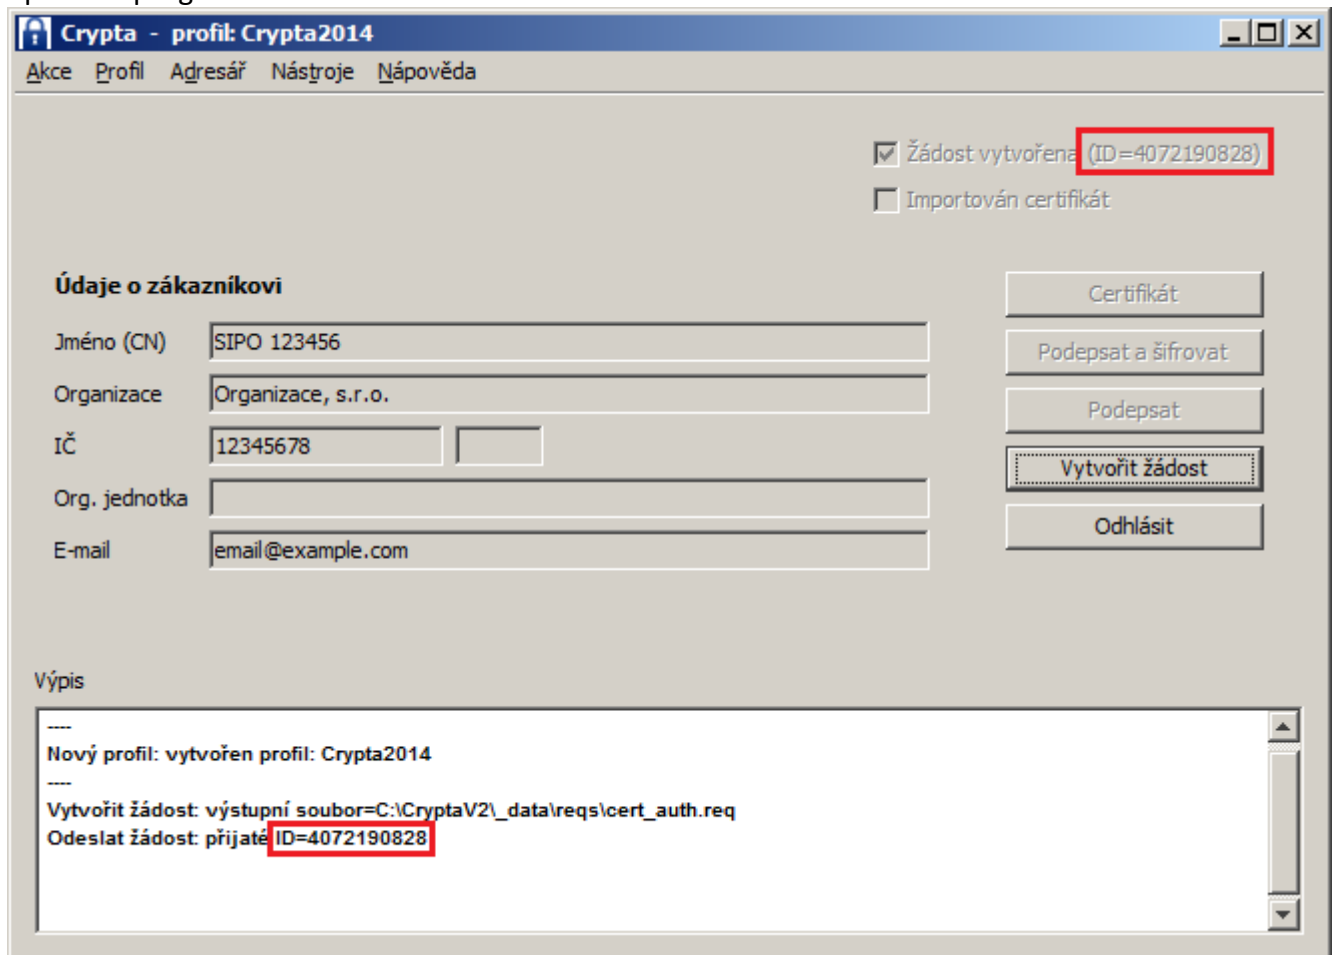 Crypta - profil: Crypta2014
Akce Profil Adresář Nástroje Nápověda
Žádost vytvořena (ID=4072190828)
Importován certifikát
Údaje o zákazníkovi
Certifikát
Jméno (CN) SIPO 123456
Podepsat a šifrovat
Organizace Organizace, s.r.o.
Podepsat
IČ 12345678
Vytvořit žádost
Org. jednotka
Odhlásit
E-mail email@example.com
Výpis
----
Nový profil: vytvořen profil: Crypta2014
----
Vytvořit žádost: výstupní soubor=C:\CryptaV2\_data\reqs\cert_auth.req
Odeslat žádost: přijaté ID=4072190828